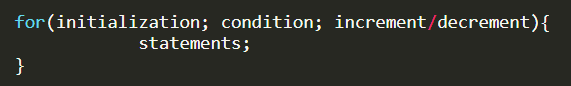 for(initialization; condition; increment/decrement){
statements;
}